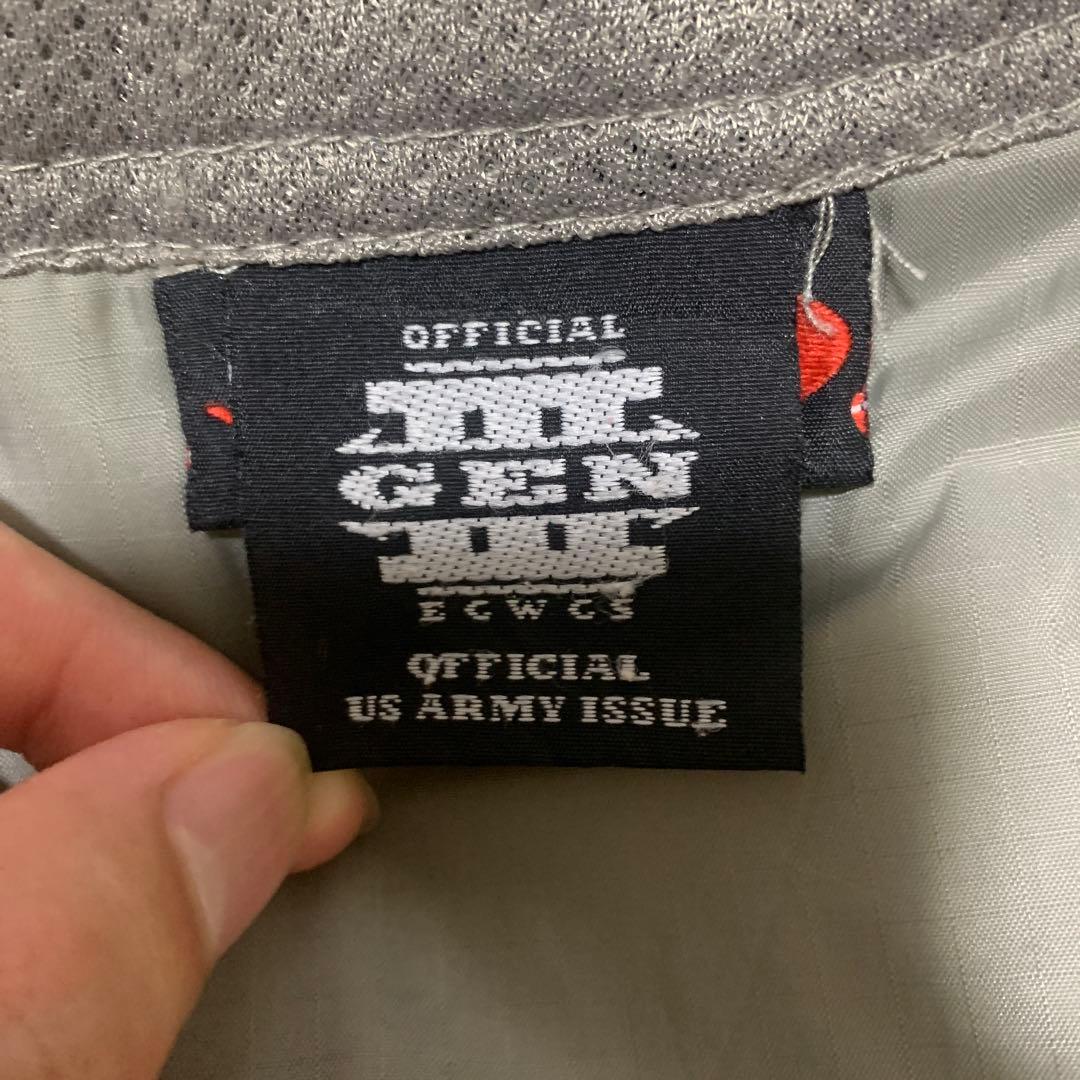 OFFICIAL
III
GEN
III
ECWCS
OFFICIAL
US ARMY ISSUE